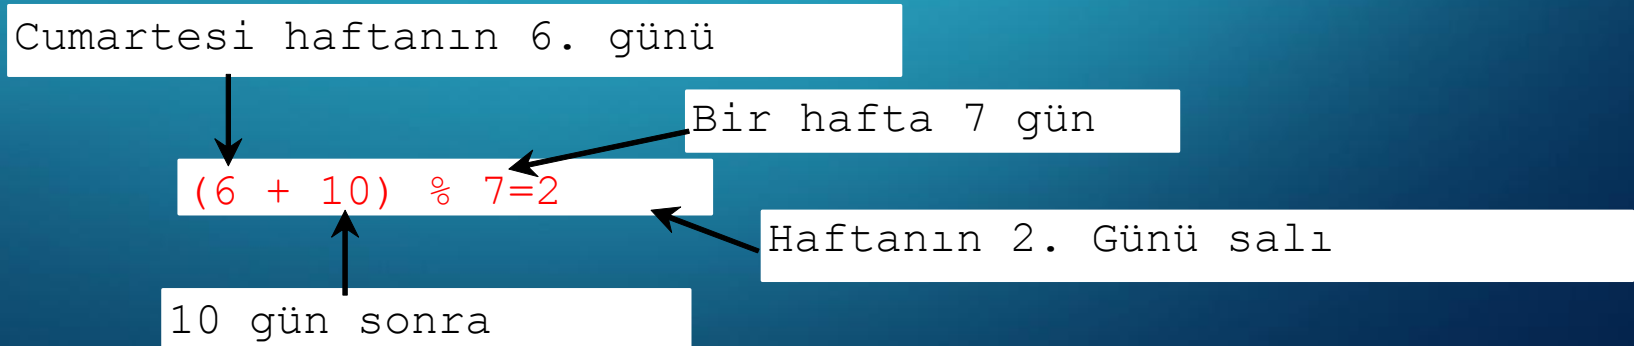 Cumartesi haftanın 6. günü
Bir hafta 7 gün
(6 + 10) % 7=2
Haftanın 2. Günü salı
10 gün sonra